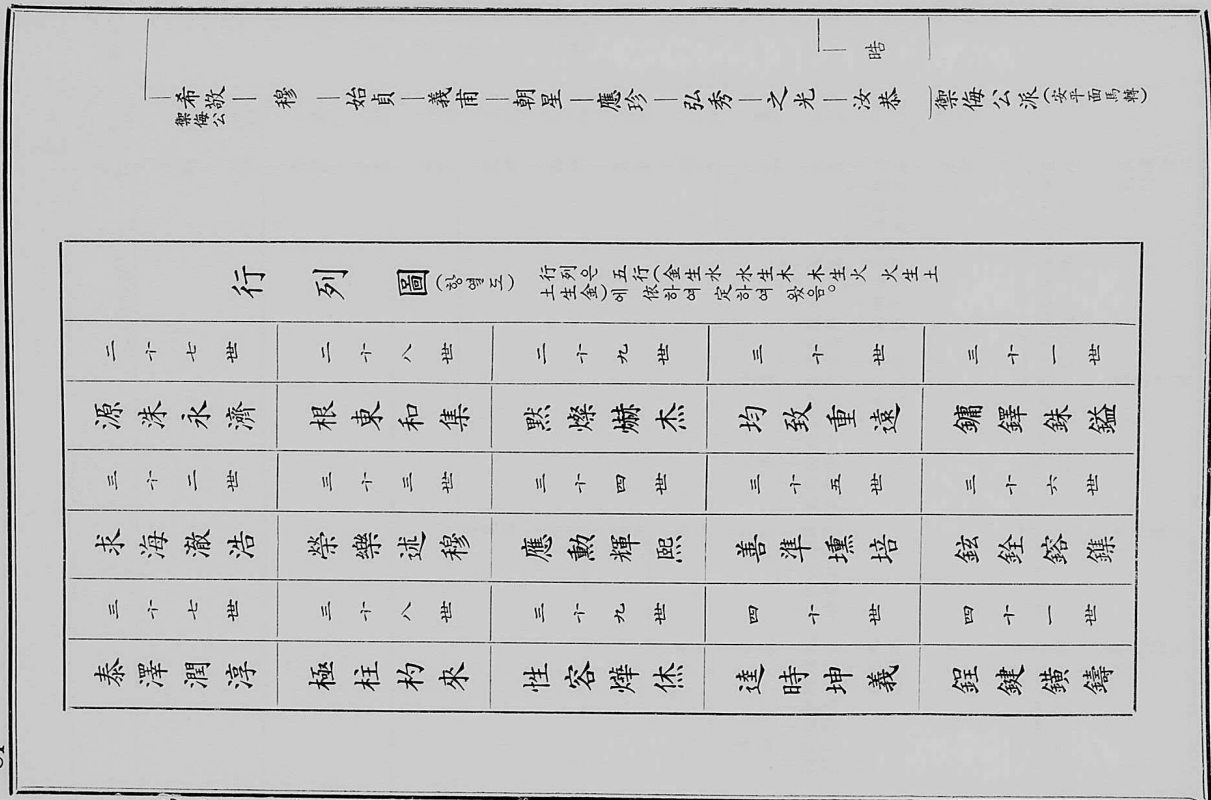 晧
希敬 穆 始貞 義甫 朝星 應珍 弘秀 之光 汝恭 禦侮公派(安平面馬轉)
禦侮公
行列圖(항열도)
行列은 五行(金生水 水生木 木生火 火生土
土生金)에 依하여 定하여 왔음。
二十七世 二十八世 二十九世 三十世 三十一世
源洙永濟 根東和集 默燦爀杰 均致重遠 鏞鐸銖鎰
三十二世 三十三世 三十四世 三十五世 三十六世
求海澈浩 榮樂述穆 應勳輝熙 善準壎培 鉉銓鎔鏶
三十七世 三十八世 三十九世 四十世 四十一世
泰澤潤淳 極柱杓來 性容燁烋 逵時坤義 鋥鍵鐄鑄